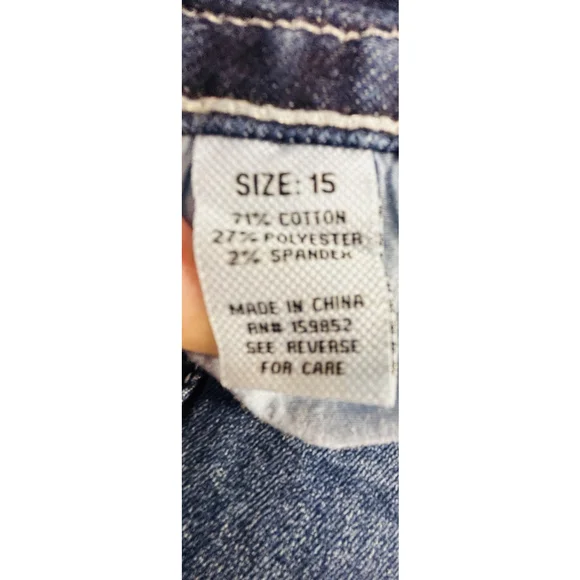 SIZE: 15
71% COTTON
27% POLYESTER
2% SPANDEX
MADE IN CHINA
RN# 159852
SEE REVERSE
FOR CARE